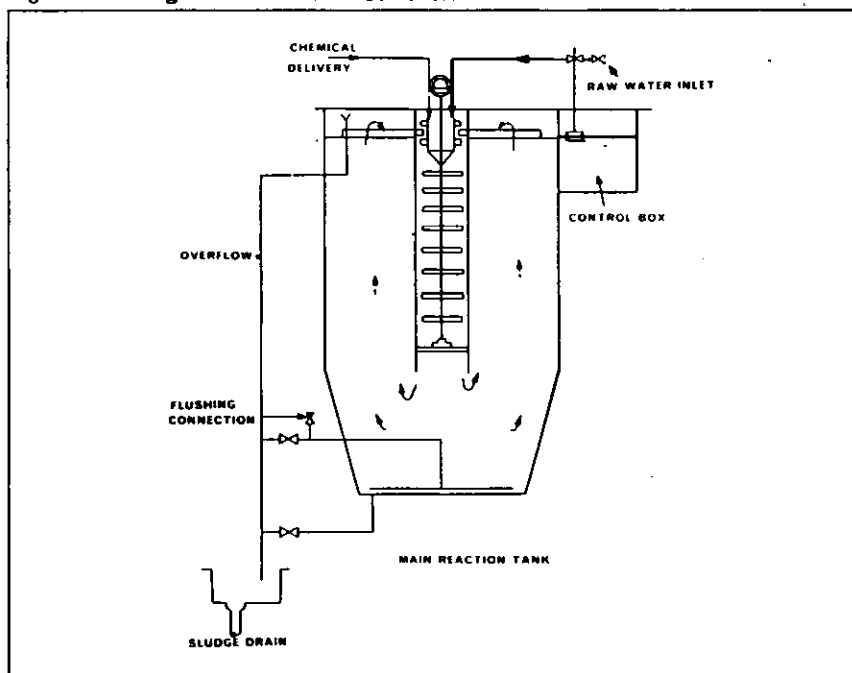 CHEMICAL
DELIVERY
RAW WATER INLET
CONTROL BOX
OVERFLOW
FLUSHING
CONNECTION
MAIN REACTION TANK
SLUDGE DRAIN